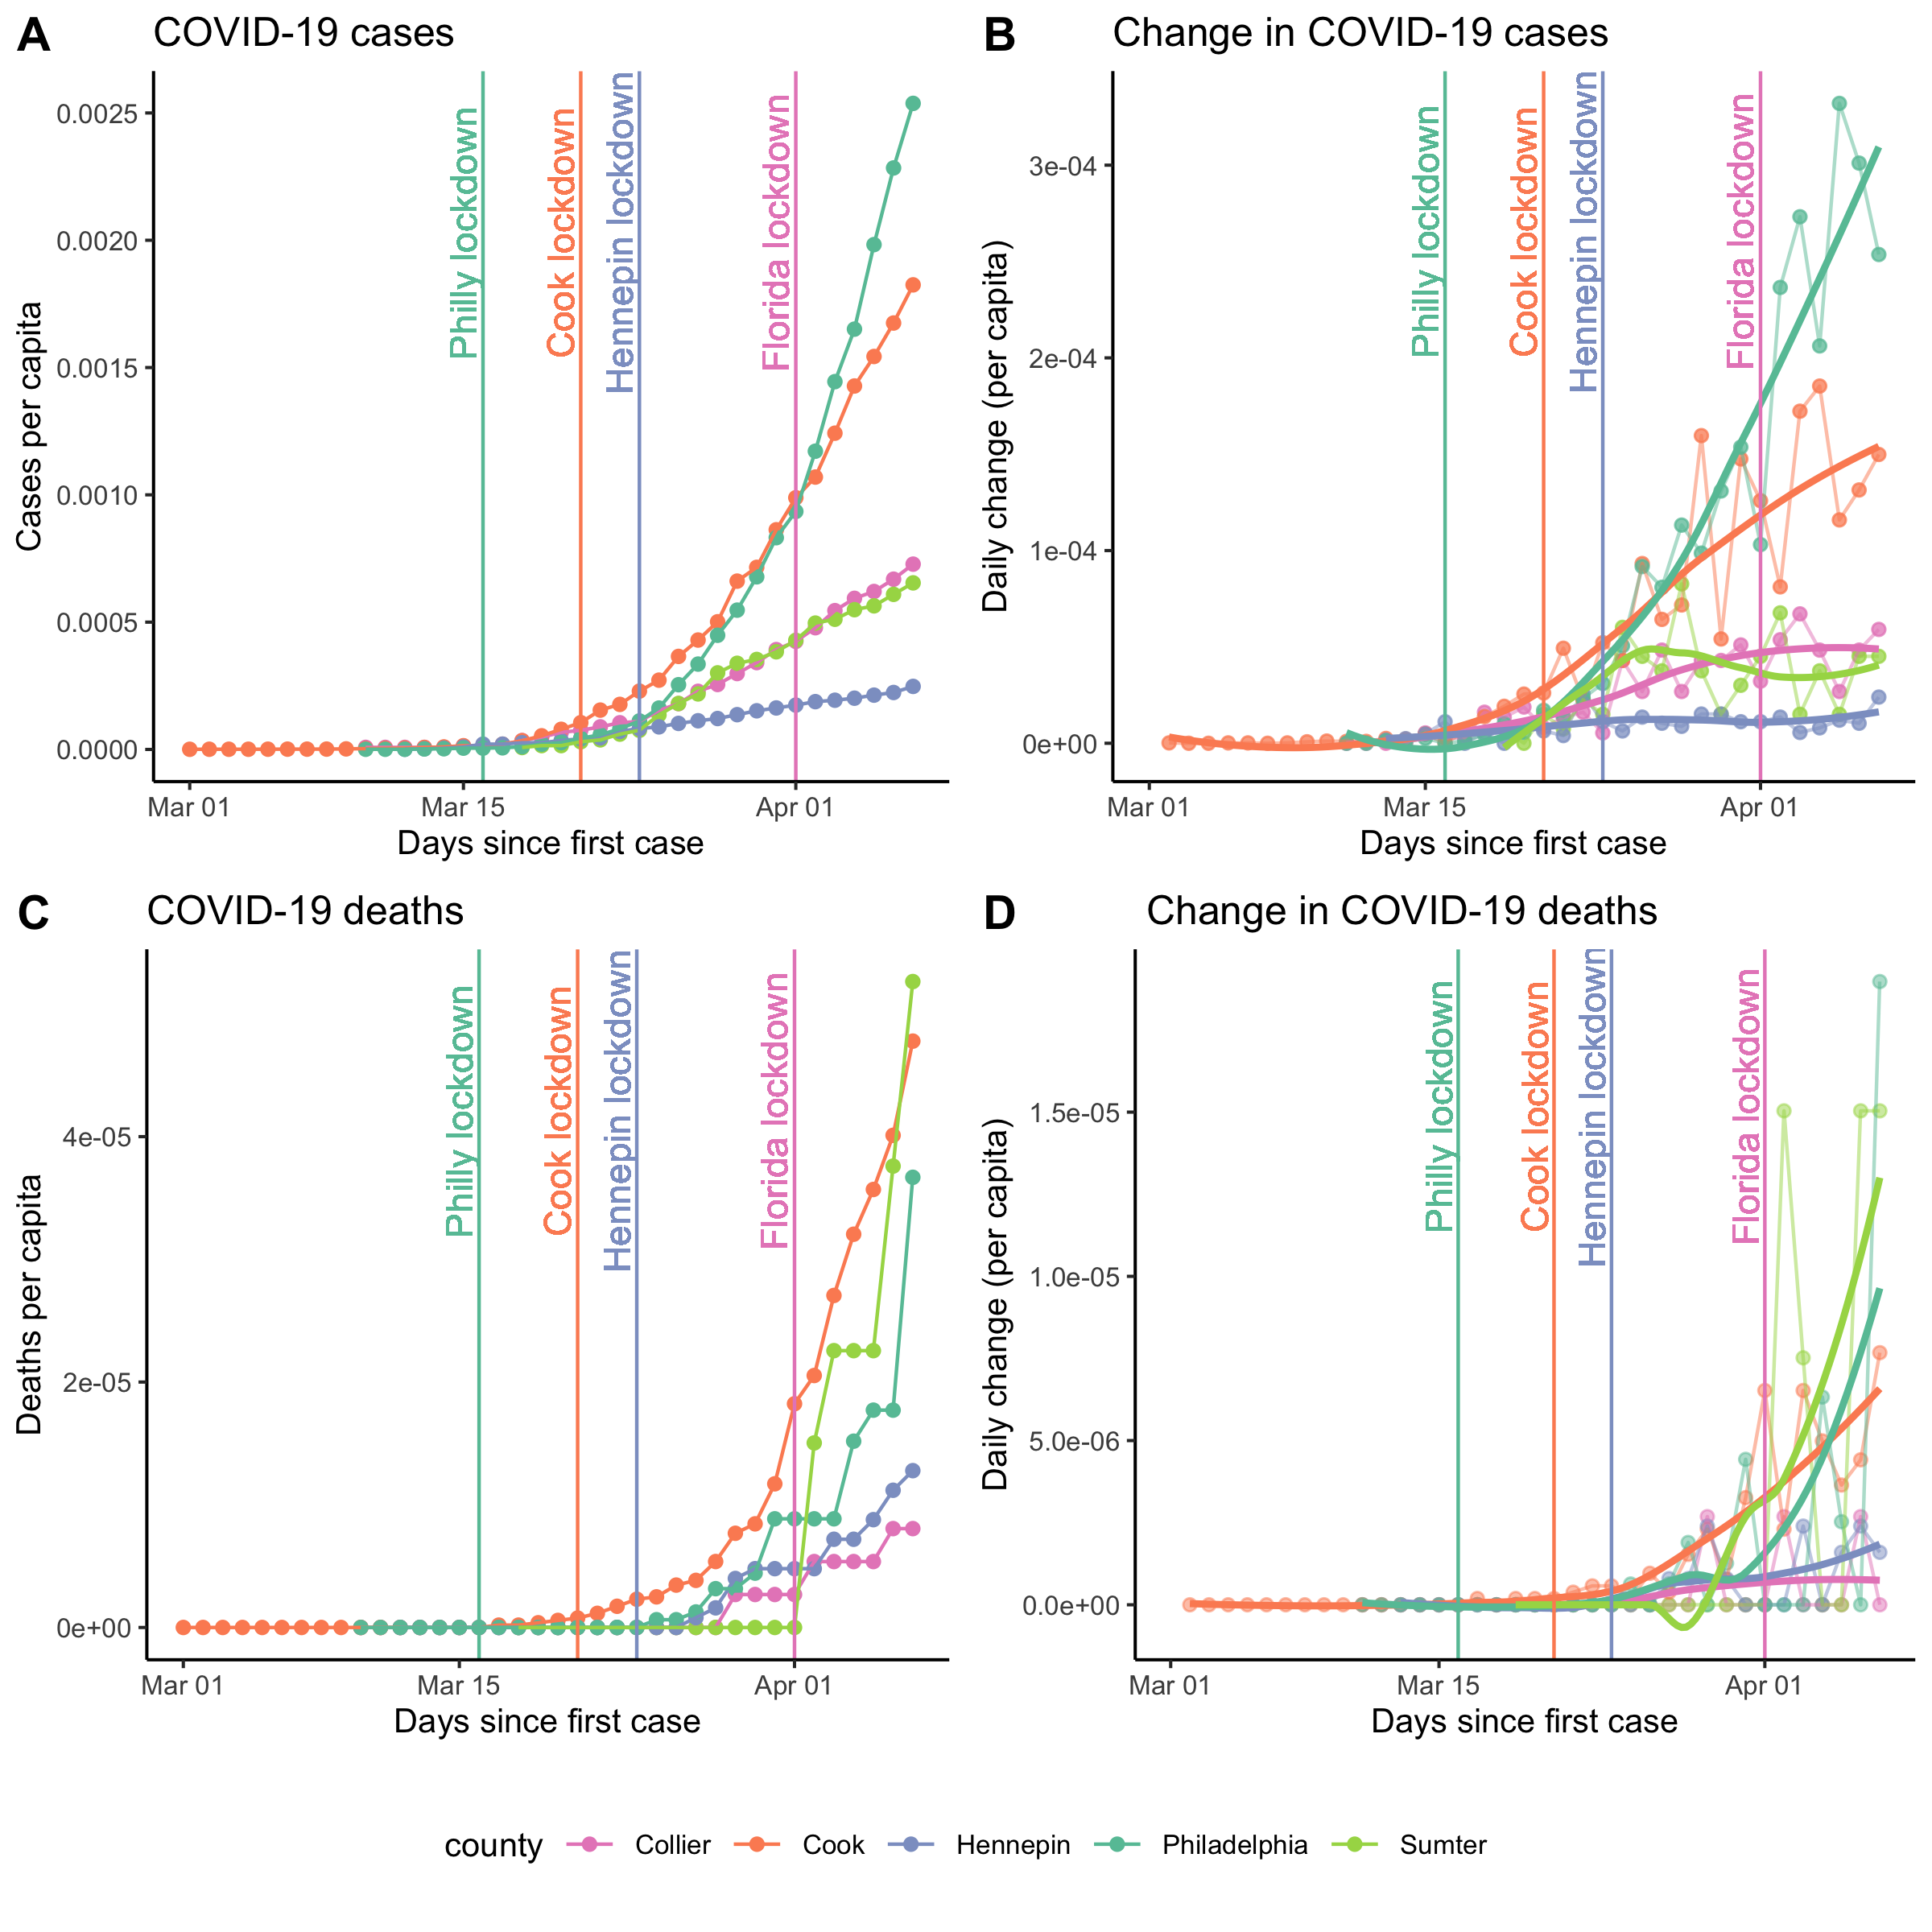 A
COVID-19 cases
Cases per capita
0.0025
0.0020
0.0015
0.0010
0.0005
0.0000
Philly lockdown
Cook lockdown
Hennepin lockdown
Florida lockdown
Mar 01
Mar 15
Apr 01
Days since first case
B
Change in COVID-19 cases
Daily change (per capita)
3e-04
2e-04
1e-04
0e+00
Philly lockdown
Cook lockdown
Hennepin lockdown
Florida lockdown
Mar 01
Mar 15
Apr 01
Days since first case
C
COVID-19 deaths
Deaths per capita
4e-05
2e-05
0e+00
Philly lockdown
Cook lockdown
Hennepin lockdown
Florida lockdown
Mar 01
Mar 15
Apr 01
Days since first case
D
Change in COVID-19 deaths
Daily change (per capita)
1.5e-05
1.0e-05
5.0e-06
0.0e+00
Philly lockdown
Cook lockdown
Hennepin lockdown
Florida lockdown
Mar 01
Mar 15
Apr 01
Days since first case
county Collier Cook Hennepin Philadelphia Sumter